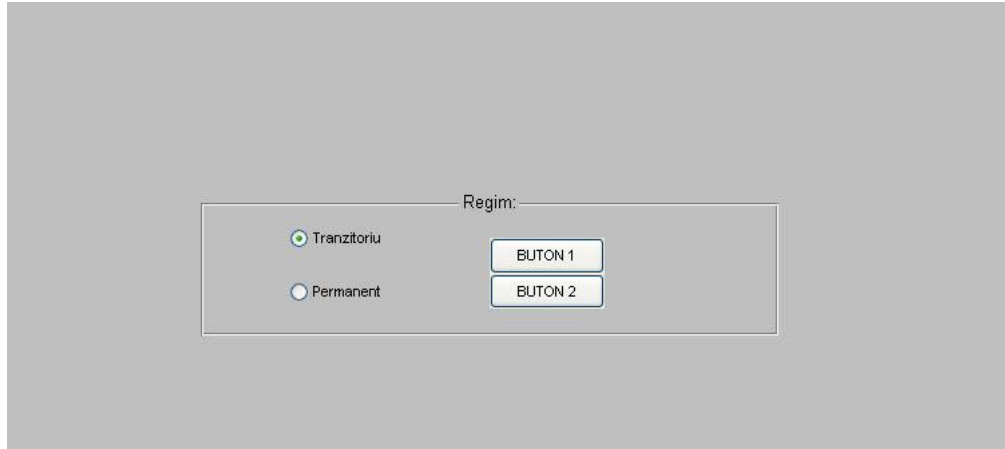 Regim:
Tranzitoriu
BUTON 1
Permanent
BUTON 2